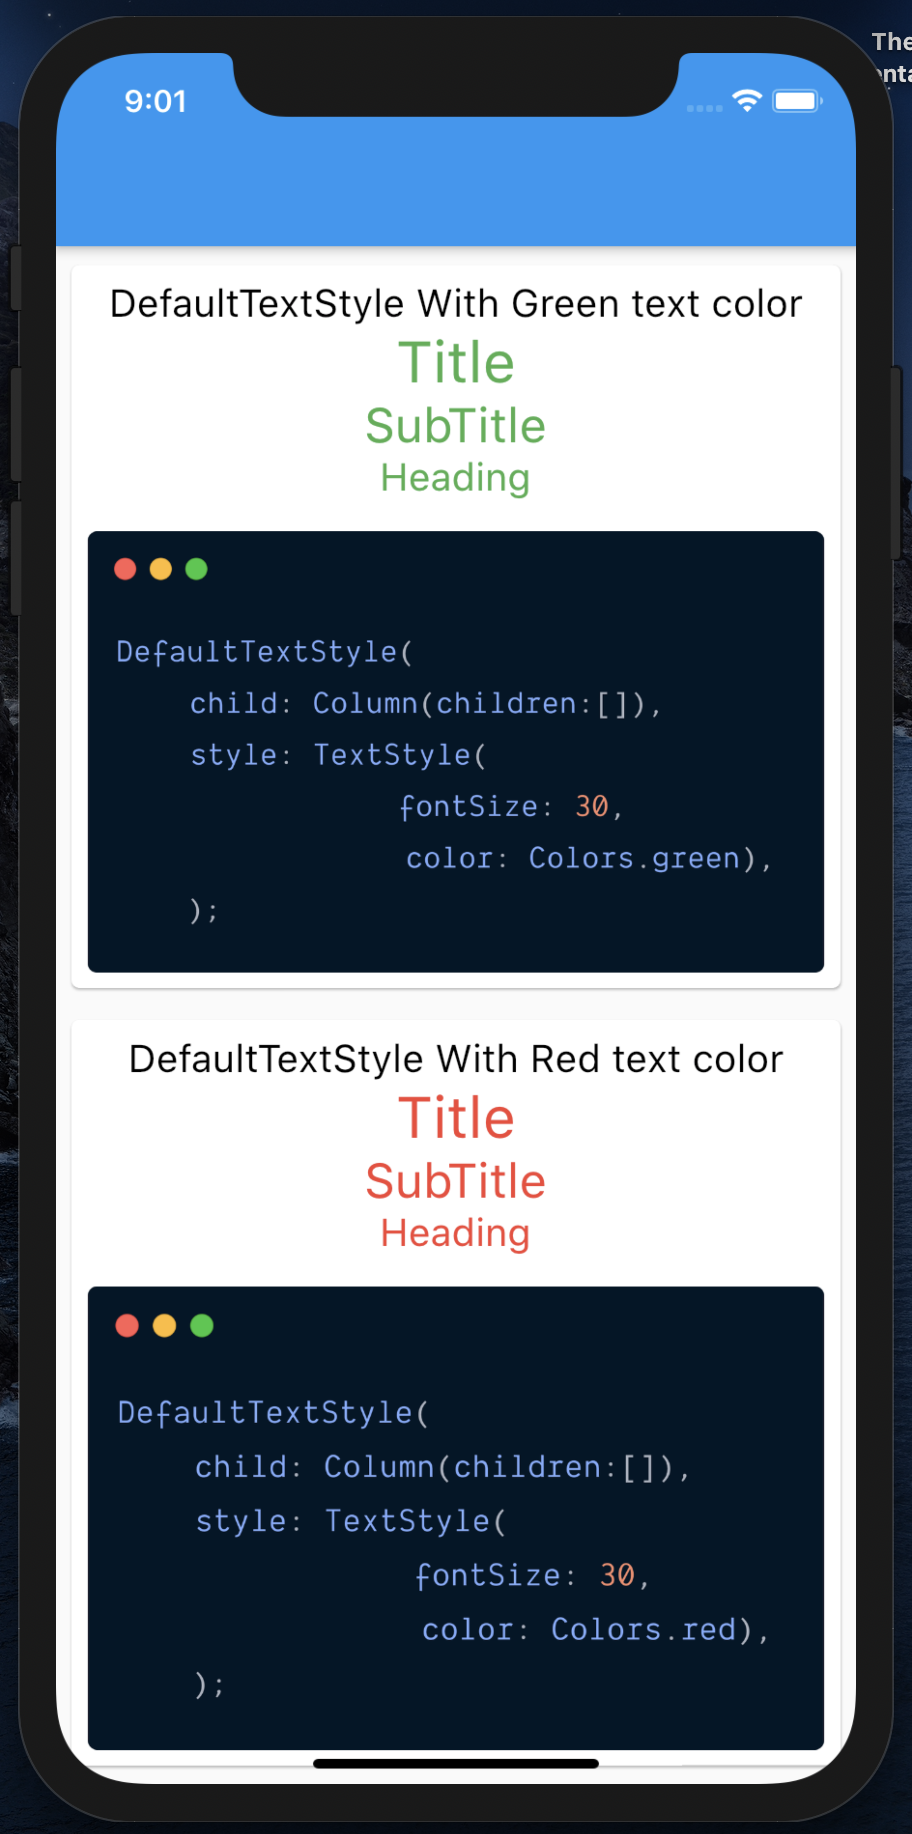 The
9:01
DefaultTextStyle With Green text color
Title
SubTitle
Heading
DefaultTextStyle(
child: Column(children:[]),
style: TextStyle(
fontSize: 30,
color: Colors.green),
);
DefaultTextStyle With Red text color
Title
SubTitle
Heading
DefaultTextStyle(
child: Column(children:[]),
style: TextStyle(
fontSize: 30,
color: Colors.red),
);